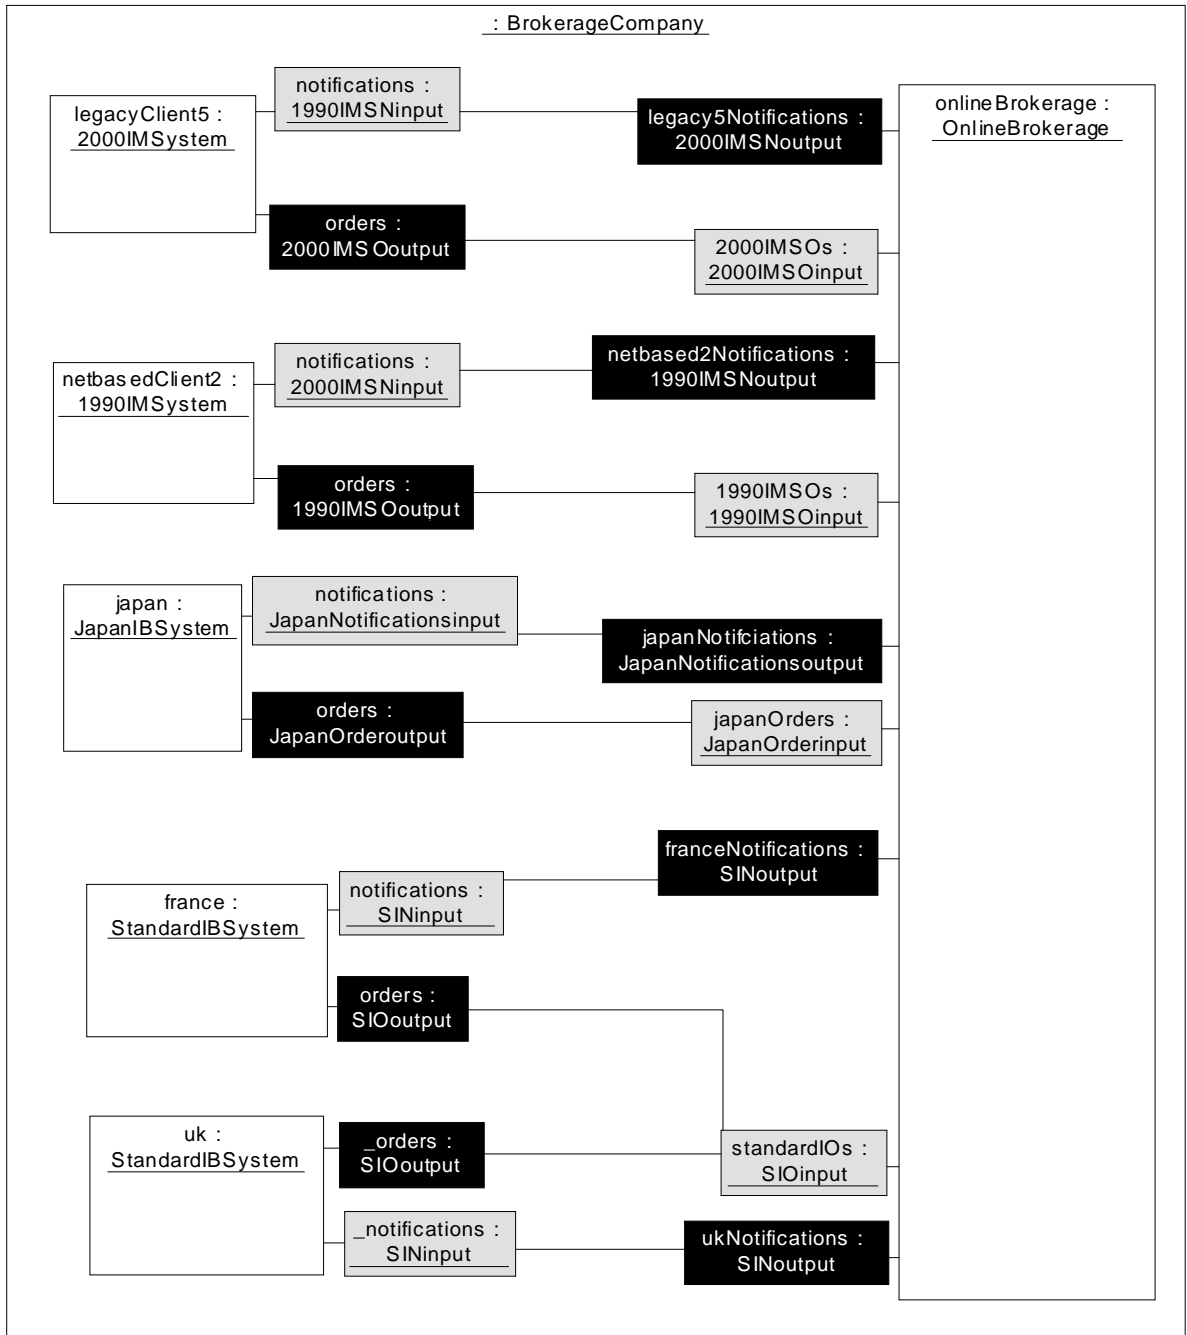 : BrokerageCompany
legacyClient5 :
2000IMSystem
notifications :
1990IMSNinput
legacy5Notifications :
2000IMSNoutput
onlineBrokerage :
OnlineBrokerage
orders :
2000IMSOoutput
2000IMSOs :
2000IMSOinput
netbasedClient2 :
1990IMSystem
notifications :
2000IMSNinput
netbased2Notifications :
1990IMSNoutput
orders :
1990IMSOoutput
1990IMSOs :
1990IMSOinput
japan :
JapanIBSystem
notifications :
JapanNotificationsinput
japanNotifciations :
JapanNotificationsoutput
orders :
JapanOrderoutput
japanOrders :
JapanOrderinput
france :
StandardIBSystem
notifications :
SINinput
franceNotifications :
SINoutput
orders :
SIOoutput
uk :
StandardIBSystem
_orders :
SIOoutput
standardIOs :
SIOinput
_notifications :
SINinput
ukNotifications :
SINoutput